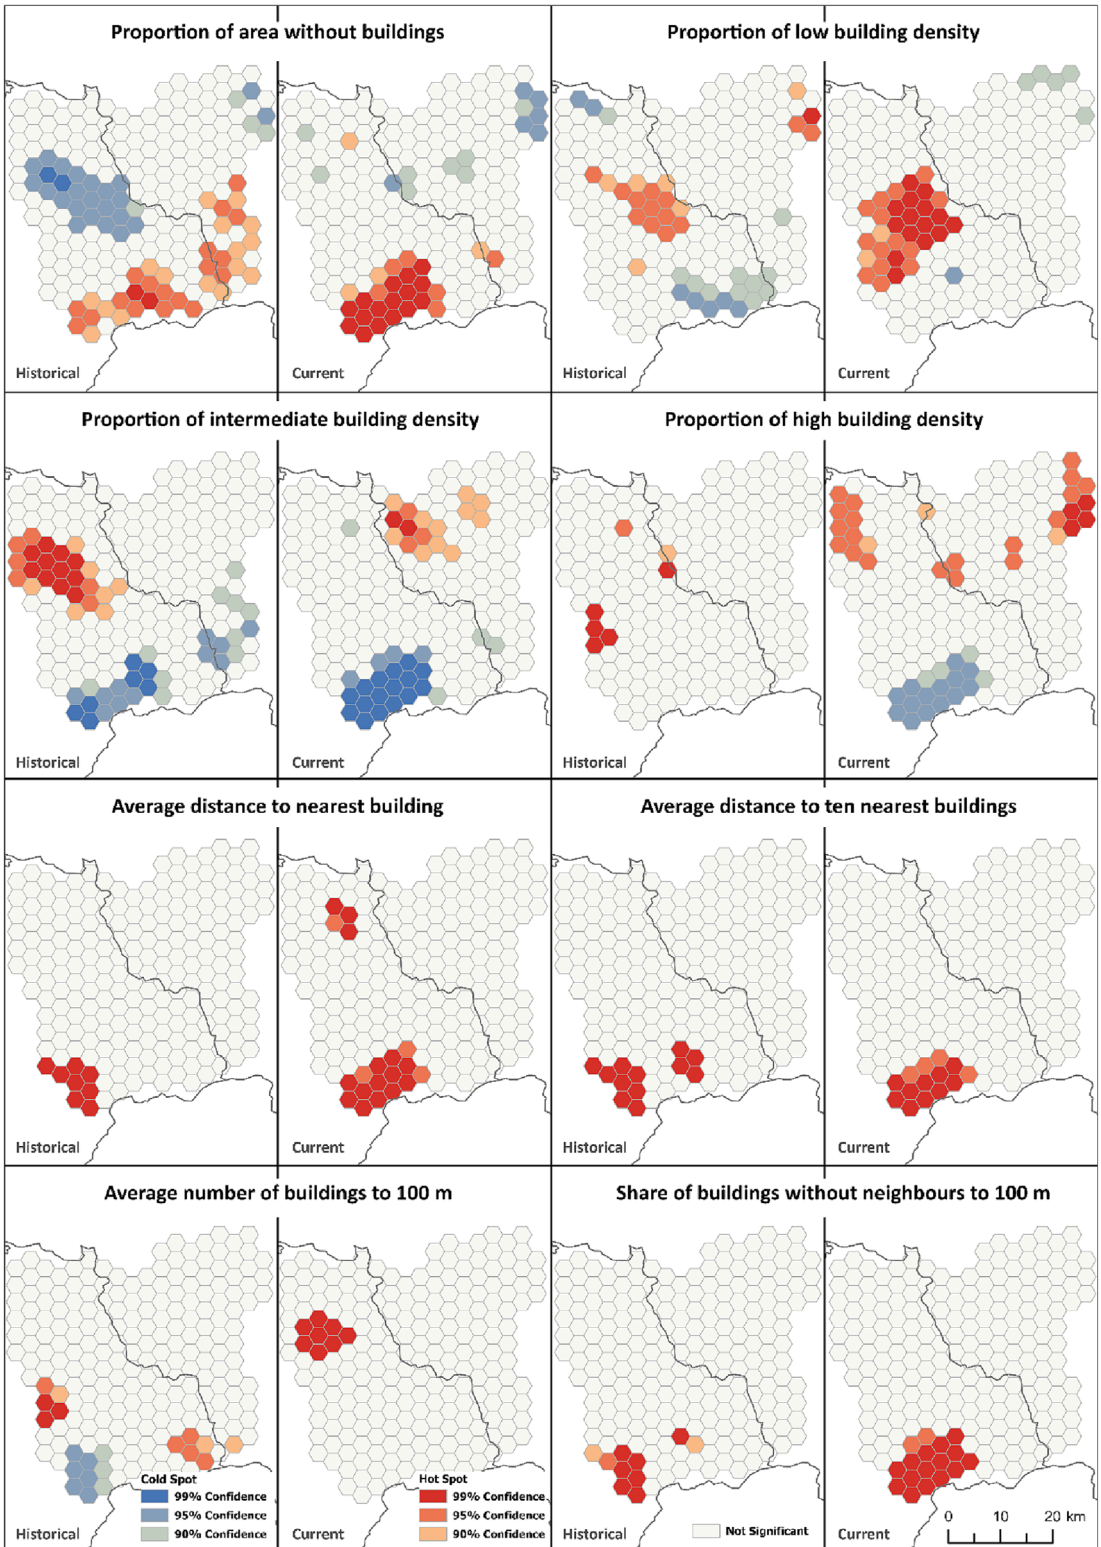 Proportion of area without buildings
Proportion of low building density
Historical
Current
Historical
Current
Proportion of intermediate building density
Proportion of high building density
Historical
Current
Historical
Current
Average distance to nearest building
Average distance to ten nearest buildings
Historical
Current
Historical
Current
Average number of buildings to 100 m
Share of buildings without neighbours to 100 m
Cold Spot
99% Confidence
95% Confidence
90% Confidence
Historical
Hot Spot
99% Confidence
95% Confidence
90% Confidence
Current
Not Significant
Historical
0 10 20 km
Current